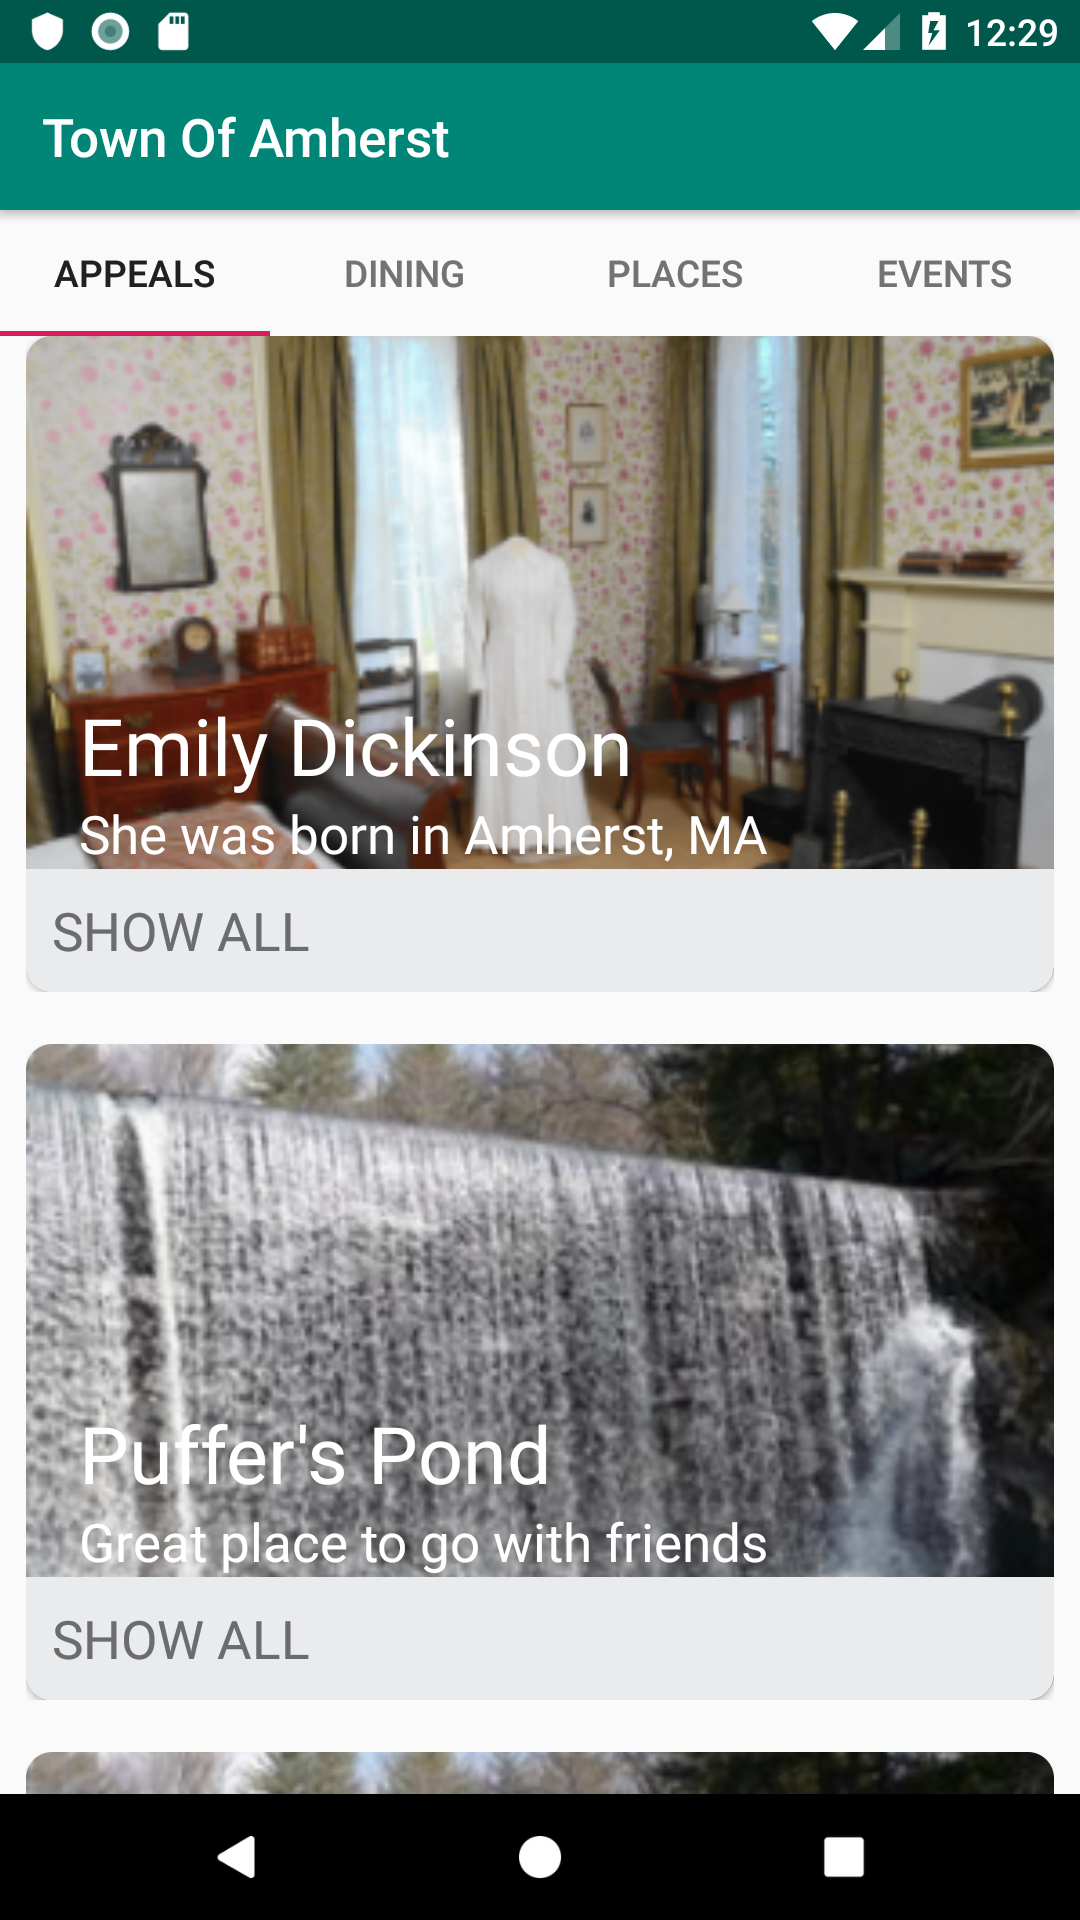 12:29
Town Of Amherst
APPEALS DINING PLACES EVENTS
Emily Dickinson
She was born in Amherst, MA
SHOW ALL
Puffer's Pond
Great place to go with friends
SHOW ALL